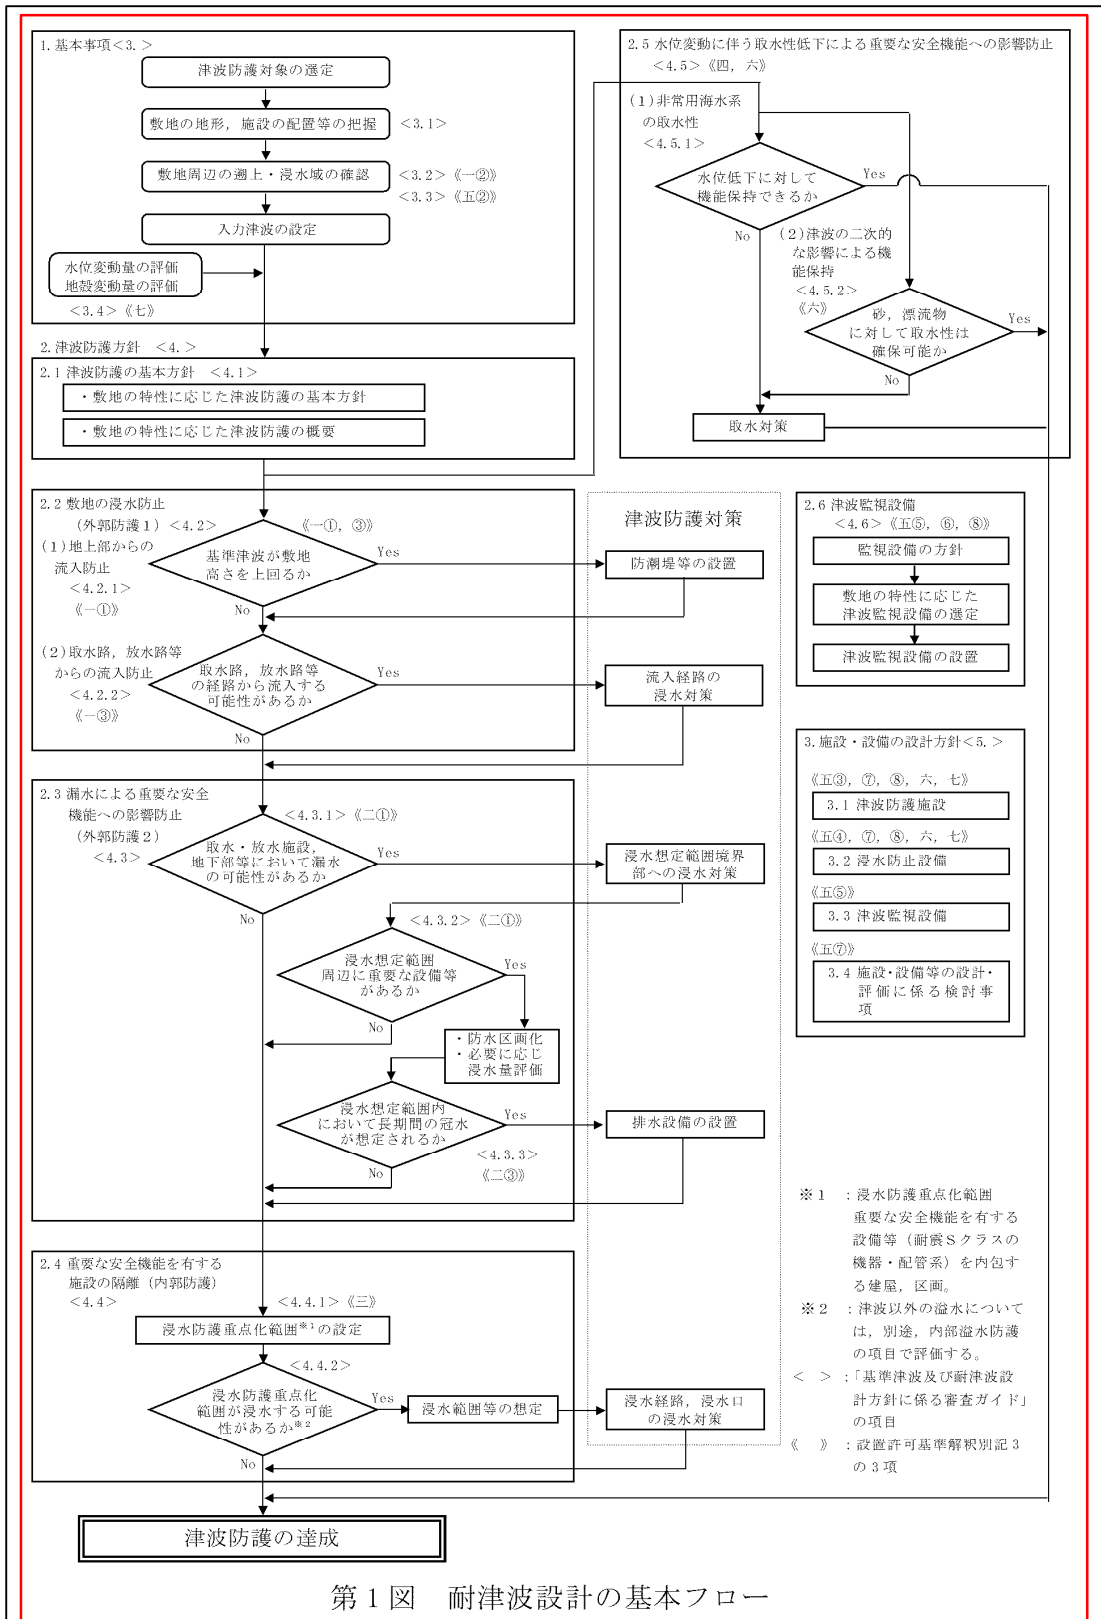 1.基本事項<3.>
津波防護対象の選定
敷地の地形，施設の配置等の把握
<3.1>
敷地周辺の遡上・浸水域の確認
<3.2>《一②》
<3.3>《五②》
入力津波の設定
水位変動量の評価
地殻変動量の評価
<3.4>《七》
2.津波防護方針 <4.>
2.1 津波防護の基本方針 <4.1>
・敷地の特性に応じた津波防護の基本方針
・敷地の特性に応じた津波防護の概要
2.2 敷地の浸水防止
(外郭防護1) <4.2>
《一①，③》
(1)地上部からの
流入防止
<4.2.1>
《一①》
基準津波が敷地
高さを上回るか
Yes
No
(2)取水路，放水路等
からの流入防止
<4.2.2>
《一③》
取水路，放水路等
の経路から流入する
可能性があるか
Yes
No
2.3 漏水による重要な安全
機能への影響防止
(外郭防護2)
<4.3>
<4.3.1>《二①》
取水・放水施設，
地下部等において漏水
の可能性があるか
Yes
No
<4.3.2>《二①》
浸水想定範囲
周辺に重要な設備等
があるか
Yes
No
・防水区画化
・必要に応じ
浸水量評価
浸水想定範囲内
において長期間の冠水
が想定されるか
Yes
No
<4.3.3>
《二③》
2.4 重要な安全機能を有する
施設の隔離(内郭防護)
<4.4>
<4.4.1>《三》
浸水防護重点化範囲※1の設定
<4.4.2>
浸水防護重点化
範囲が浸水する可能
性があるか※2
Yes
No
浸水範囲等の想定
津波防護の達成
津波防護対策
防潮堤等の設置
流入経路の
浸水対策
浸水想定範囲境界
部への浸水対策
排水設備の設置
浸水経路，浸水口
の浸水対策
2.5 水位変動に伴う取水性低下による重要な安全機能への影響防止
<4.5>《四，六》
(1)非常用海水系
の取水性
<4.5.1>
水位低下に対して
機能保持できるか
Yes
No
(2)津波の二次的
な影響による機
能保持
<4.5.2>
《六》
砂，漂流物
に対して取水性は
確保可能か
Yes
No
取水対策
2.6 津波監視設備
<4.6>《五⑤，⑥，⑧》
監視設備の方針
敷地の特性に応じた
津波監視設備の選定
津波監視設備の設置
3.施設・設備の設計方針<5.>
《五③，⑦，⑧，六，七》
3.1 津波防護施設
《五④，⑦，⑧，六，七》
3.2 浸水防止設備
《五⑤》
3.3 津波監視設備
《五⑦》
3.4 施設・設備等の設計・
評価に係る検討事
項
※1 ：浸水防護重点化範囲
重要な安全機能を有する
設備等（耐震Sクラスの
機器・配管系）を内包す
る建屋，区画。
※2 ：津波以外の溢水について
は，別途，内部溢水防護
の項目で評価する。
< > ：「基準津波及び耐津波設
計方針に係る審査ガイド」
の項目
《 》：設置許可基準解釈別記3
の3項
第1図 耐津波設計の基本フロー